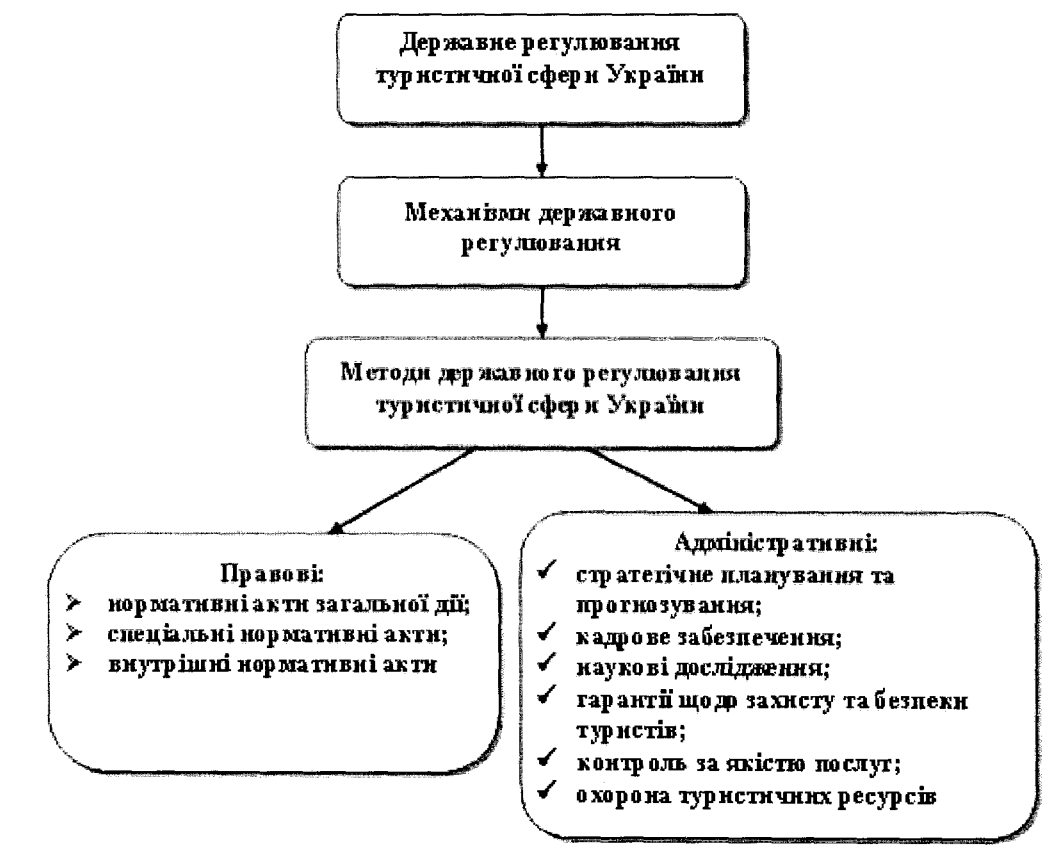 Державне регулювання
туристичної сфери України
Механізми державного
регулювання
Методи державного регулювання
туристичної сфери України
Правові:
нормативні акти загальної дії;
спеціальні нормативні акти;
внутрішні нормативні акти
Адміністративні:
стратегічне планування та
прогнозування;
кадрове забезпечення;
наукові дослідження;
гарантії щодо захисту та безпеки
туристів;
контроль за якістю послуг;
охорона туристичних ресурсів